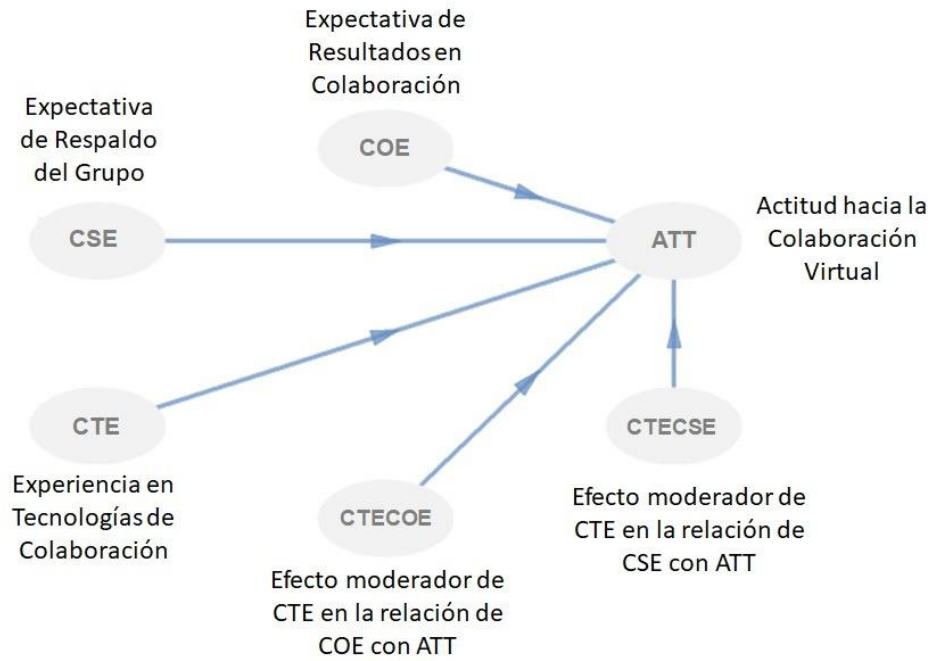 Expectativa de
Resultados en
Colaboración
COE
Expectativa
de Respaldo
del Grupo
CSE
ATT
Actitud hacia la
Colaboración
Virtual
CTE
Experiencia en
Tecnologías de
Colaboración
CTECOE
Efecto moderador de
CTE en la relación de
COE con ATT
CTECSE
Efecto moderador de
CTE en la relación de
CSE con ATT